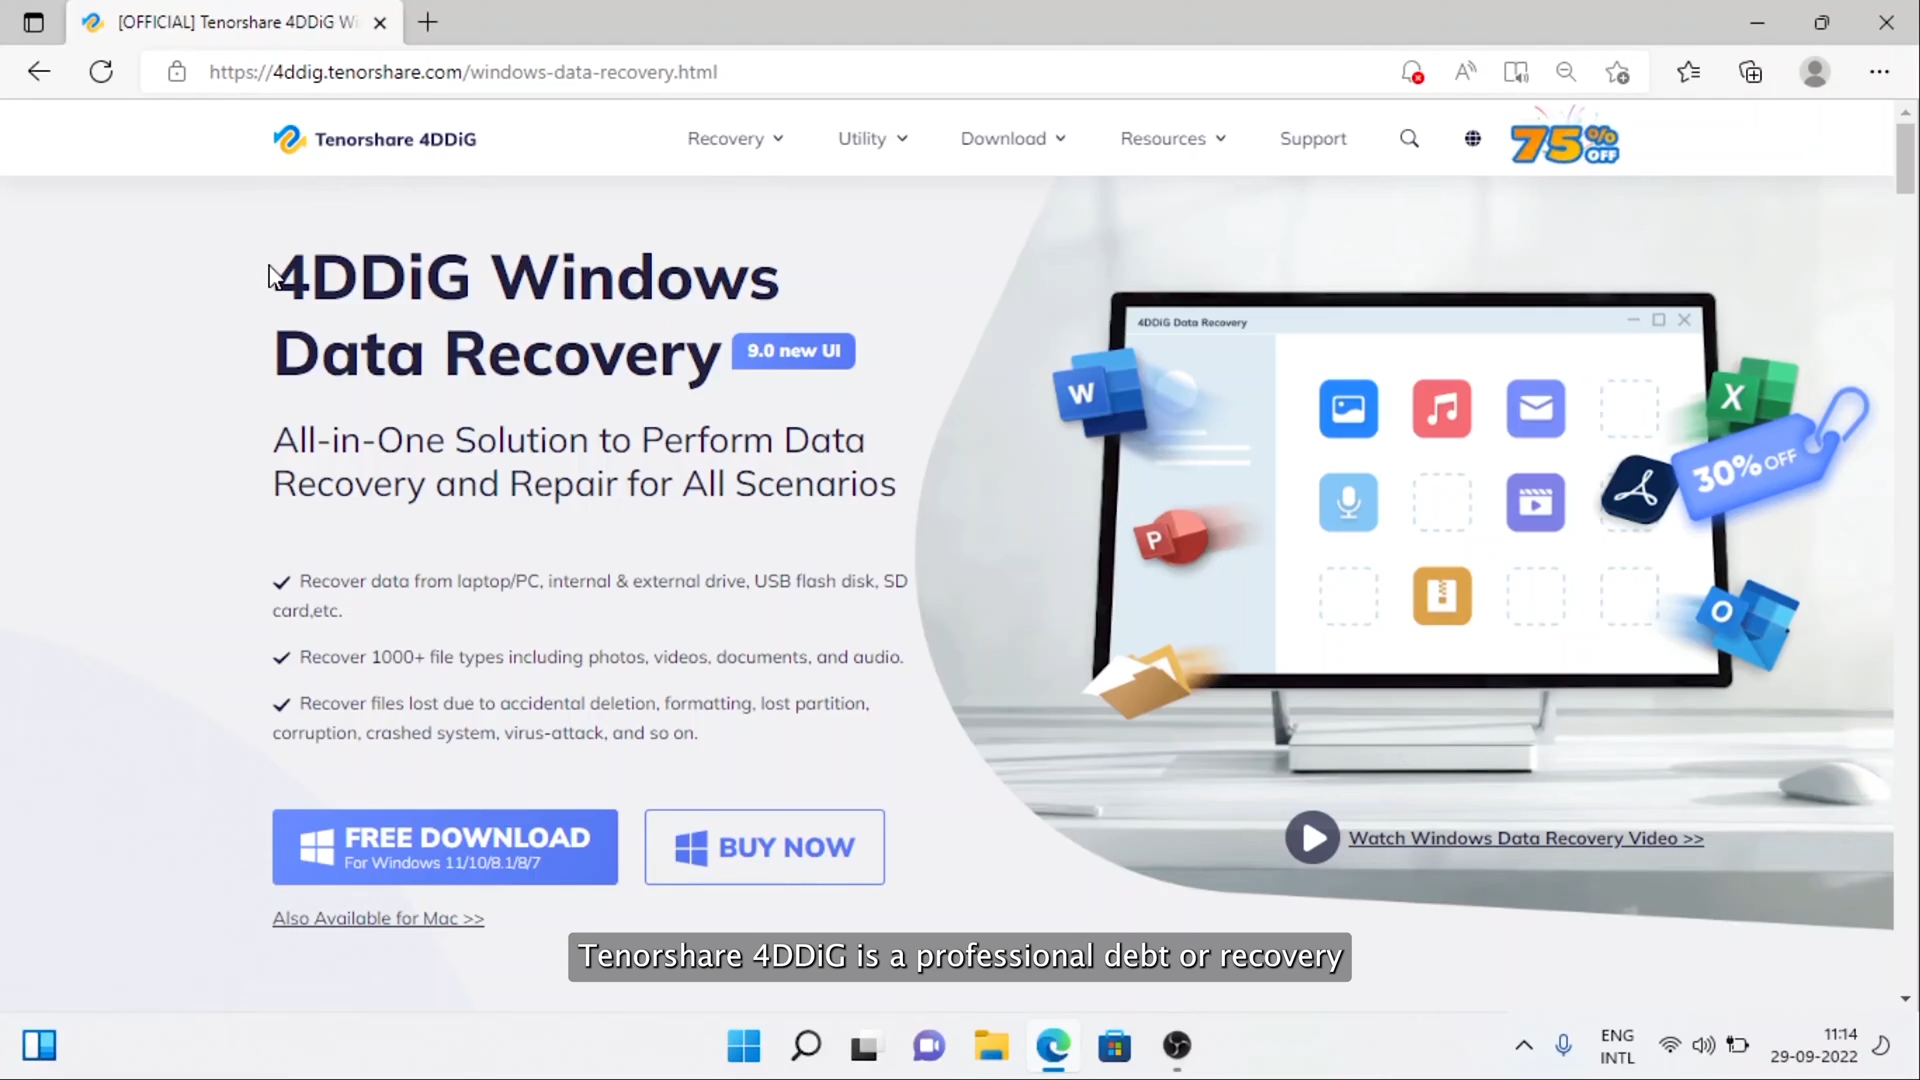 [OFFICIAL] Tenorshare 4DDiG Wi
https://4ddig.tenorshare.com/windows-data-recovery.html
Tenorshare 4DDiG
Recovery
Utility
Download
Resources
Support
75% OFF
4DDiG Windows
Data Recovery
9.0 new UI
All-in-One Solution to Perform Data
Recovery and Repair for All Scenarios
Recover data from laptop/PC, internal & external drive, USB flash disk, SD
card,etc.
Recover 1000+ file types including photos, videos, documents, and audio.
Recover files lost due to accidental deletion, formatting, lost partition,
corruption, crashed system, virus-attack, and so on.
FREE DOWNLOAD
For Windows 11/10/8.1/8/7
BUY NOW
Also Available for Mac >>
4DDiG Data Recovery
W
P
X
30% OFF
O
Watch Windows Data Recovery Video >>
Tenorshare 4DDiG is a professional debt or recovery
ENG
INTL
11:14
29-09-2022